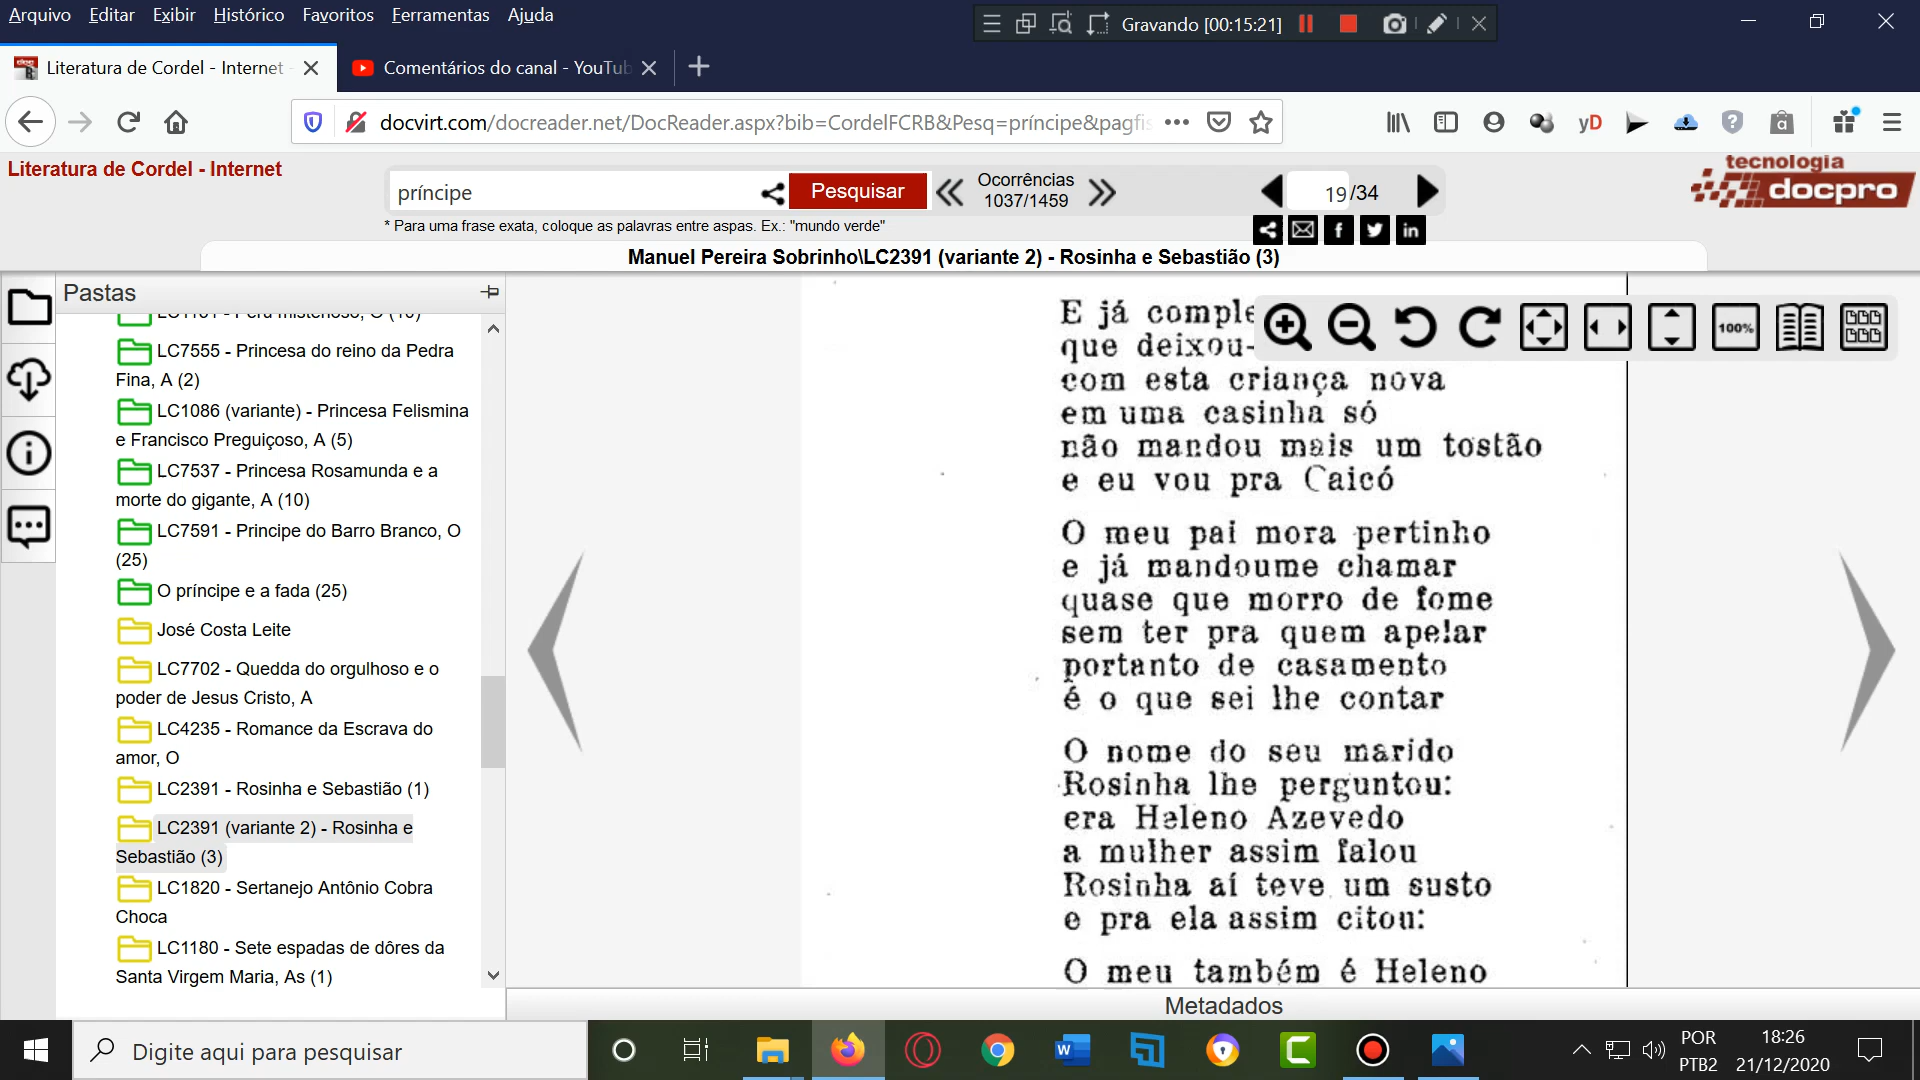 Arquivo Editar Exibir Histórico Favoritos Ferramentas Ajuda
Gravando [00:15:21]
Literatura de Cordel - Internet
Comentários do canal - YouTub
docvirt.com/docreader.net/DocReader.aspx?bib=CordelFCRB&Pesq=príncipe&pagfis
yD
Literatura de Cordel - Internet
príncipe
Pesquisar
Ocorrências
1037/1459
19 /34
tecnologia
docpro
* Para uma frase exata, coloque as palavras entre aspas. Ex.: "mundo verde"
Manuel Pereira Sobrinho\LC2391 (variante 2) - Rosinha e Sebastião (3)
Pastas
LC7555 - Princesa do reino da Pedra
Fina, A (2)
LC1086 (variante) - Princesa Felismina
e Francisco Preguiçoso, A (5)
LC7537 - Princesa Rosamunda e a
morte do gigante, A (10)
LC7591 - Principe do Barro Branco, O
(25)
O príncipe e a fada (25)
José Costa Leite
LC7702 - Quedda do orgulhoso e o
poder de Jesus Cristo, A
LC4235 - Romance da Escrava do
amor, O
LC2391 - Rosinha e Sebastião (1)
LC2391 (variante 2) - Rosinha e
Sebastião (3)
LC1820 - Sertanejo Antônio Cobra
Choca
LC1180 - Sete espadas de dôres da
Santa Virgem Maria, As (1)
100%
E já comple
que deixou-
com esta criança nova
em uma casinha só
não mandou mais um tostão
e eu vou pra Caicó
O meu pai mora pertinho
e já mandoume chamar
quase que morro de fome
sem ter pra quem apelar
portanto de casamento
é o que sei lhe contar
O nome do seu marido
Rosinha lhe perguntou:
era Heleno Azevedo
a mulher assim falou
Rosinha aí teve um susto
e pra ela assim citou:
O meu também é Heleno
Metadados
Digite aqui para pesquisar
POR
PTB2
18:26
21/12/2020